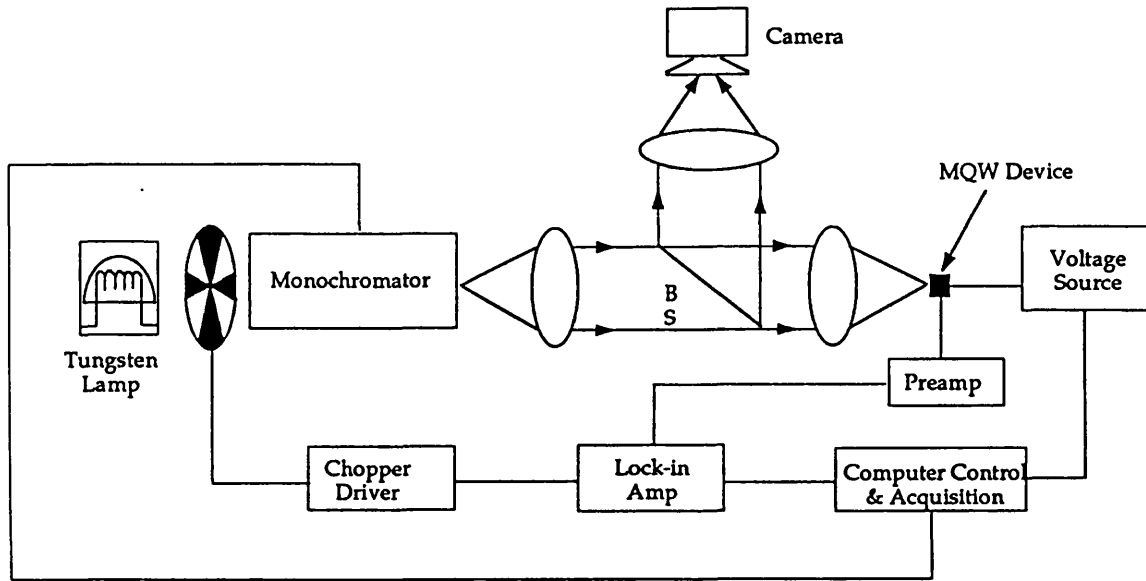 Camera
MQW Device
Monochromator
Voltage
Source
B
S
Tungsten
Lamp
Preamp
Chopper
Driver
Lock-in
Amp
Computer Control
& Acquisition